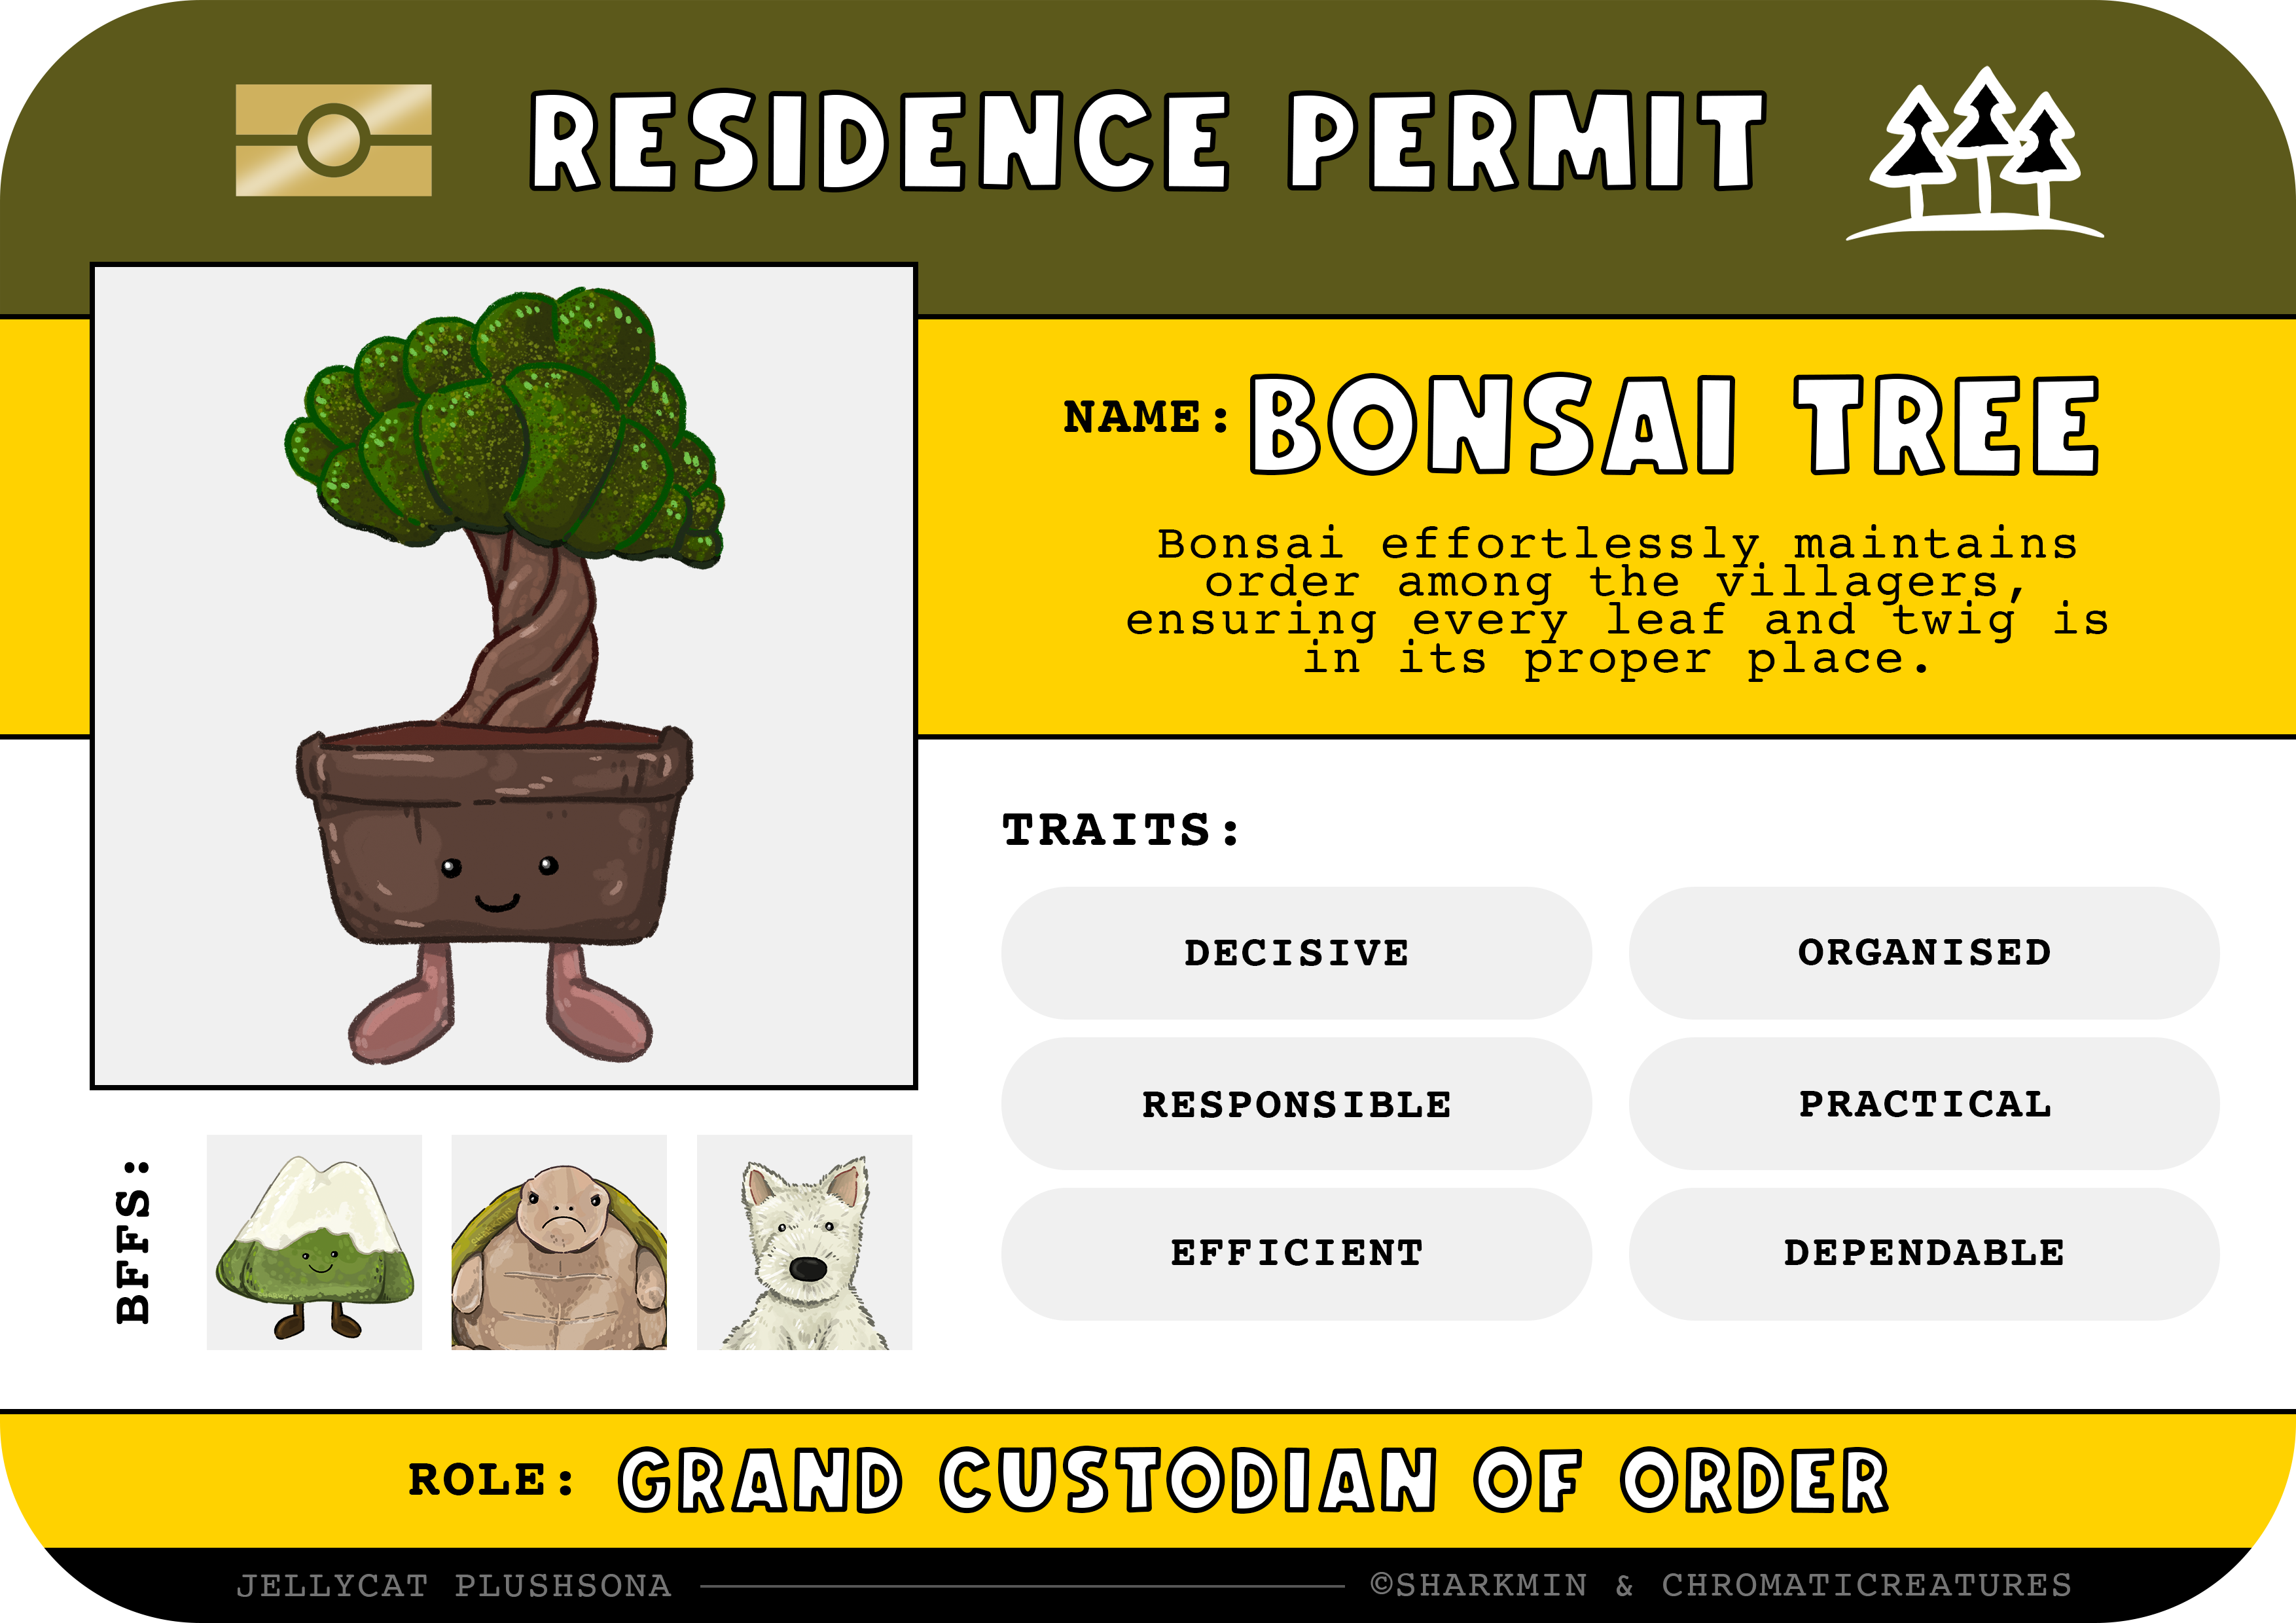 RESIDENCE PERMIT
NAME: BONSAI TREE
Bonsai effortlessly maintains
order among the villagers,
ensuring every leaf and twig is
in its proper place.
TRAITS:
DECISIVE
ORGANISED
RESPONSIBLE
PRACTICAL
EFFICIENT
DEPENDABLE
BFFS:
ROLE: GRAND CUSTODIAN OF ORDER
JELLYCAT PLUSHSONA
©SHARKMIN & CHROMATICREATURES